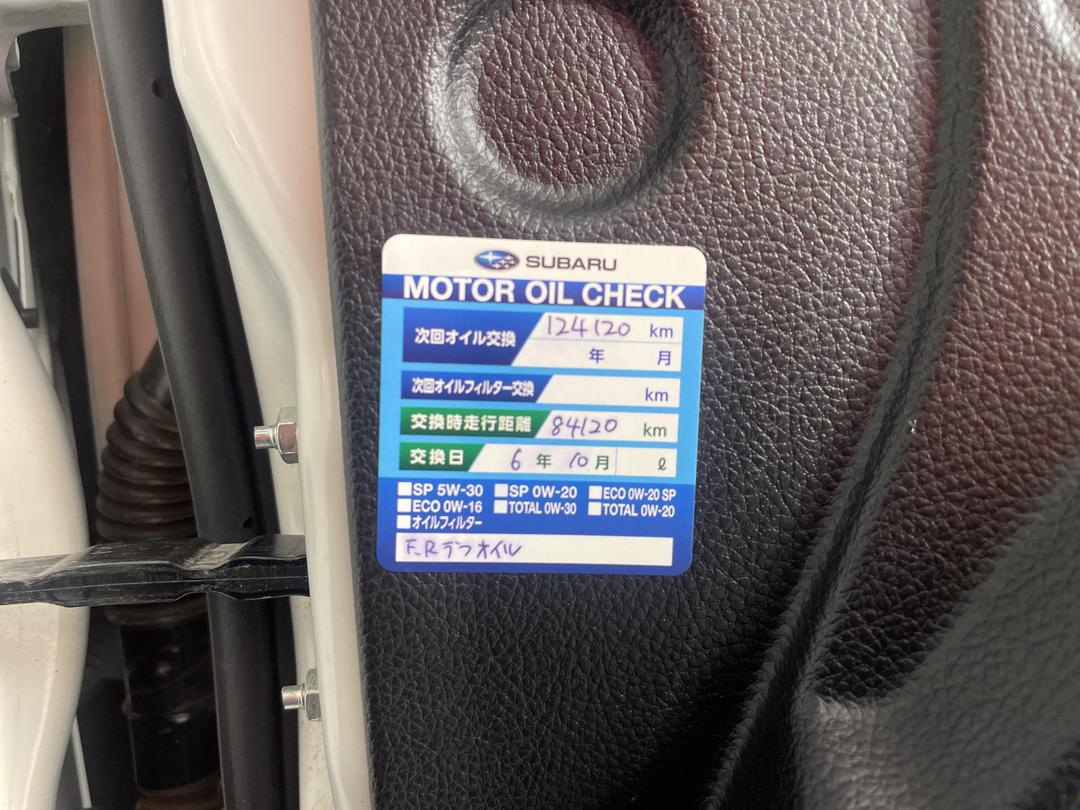 SUBARU
MOTOR OIL CHECK
次回オイル交換 124120 km
年 月
次回オイルフィルター交換 km
交換時走行距離 84120 km
交換日 6 年 10 月 ℓ
SP 5W-30 SP 0W-20 ECO 0W-20 SP
ECO 0W-16 TOTAL 0W-30 TOTAL 0W-20
オイルフィルター
F.Rデフオイル